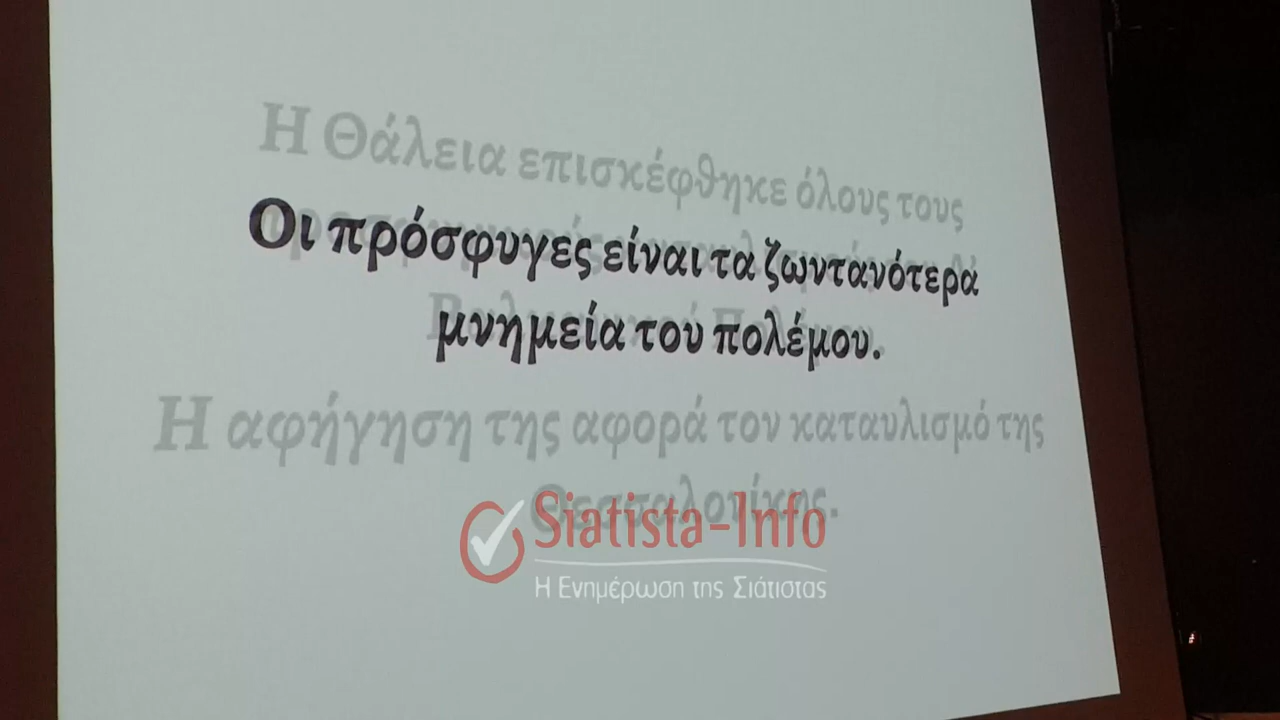 Η Θάλεια επισκέφθηκε όλους τους
Οι πρόσφυγες είναι τα ζωντανότερα
μνημεία του πολέμου.
Η αφήγηση της αφορά τον καταυλισμό της
Θεσσαλονίκης.
Siatista-Info
Η Ενημέρωση της Σιάτιστας